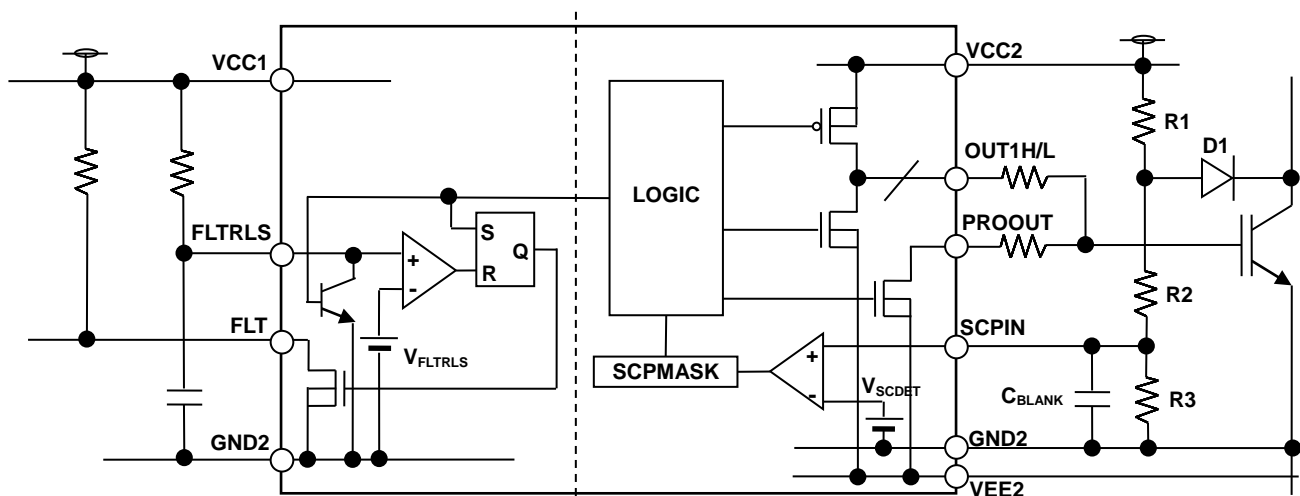 VCC1
VCC2
R1
D1
OUT1H/L
LOGIC
PROOUT
FLTRLS
S
Q
R
+
-
R2
FLT
SCPIN
VFLTRLS
SCPMASK
+
-
VSCDET
CBLANK
R3
GND2
GND2
VEE2